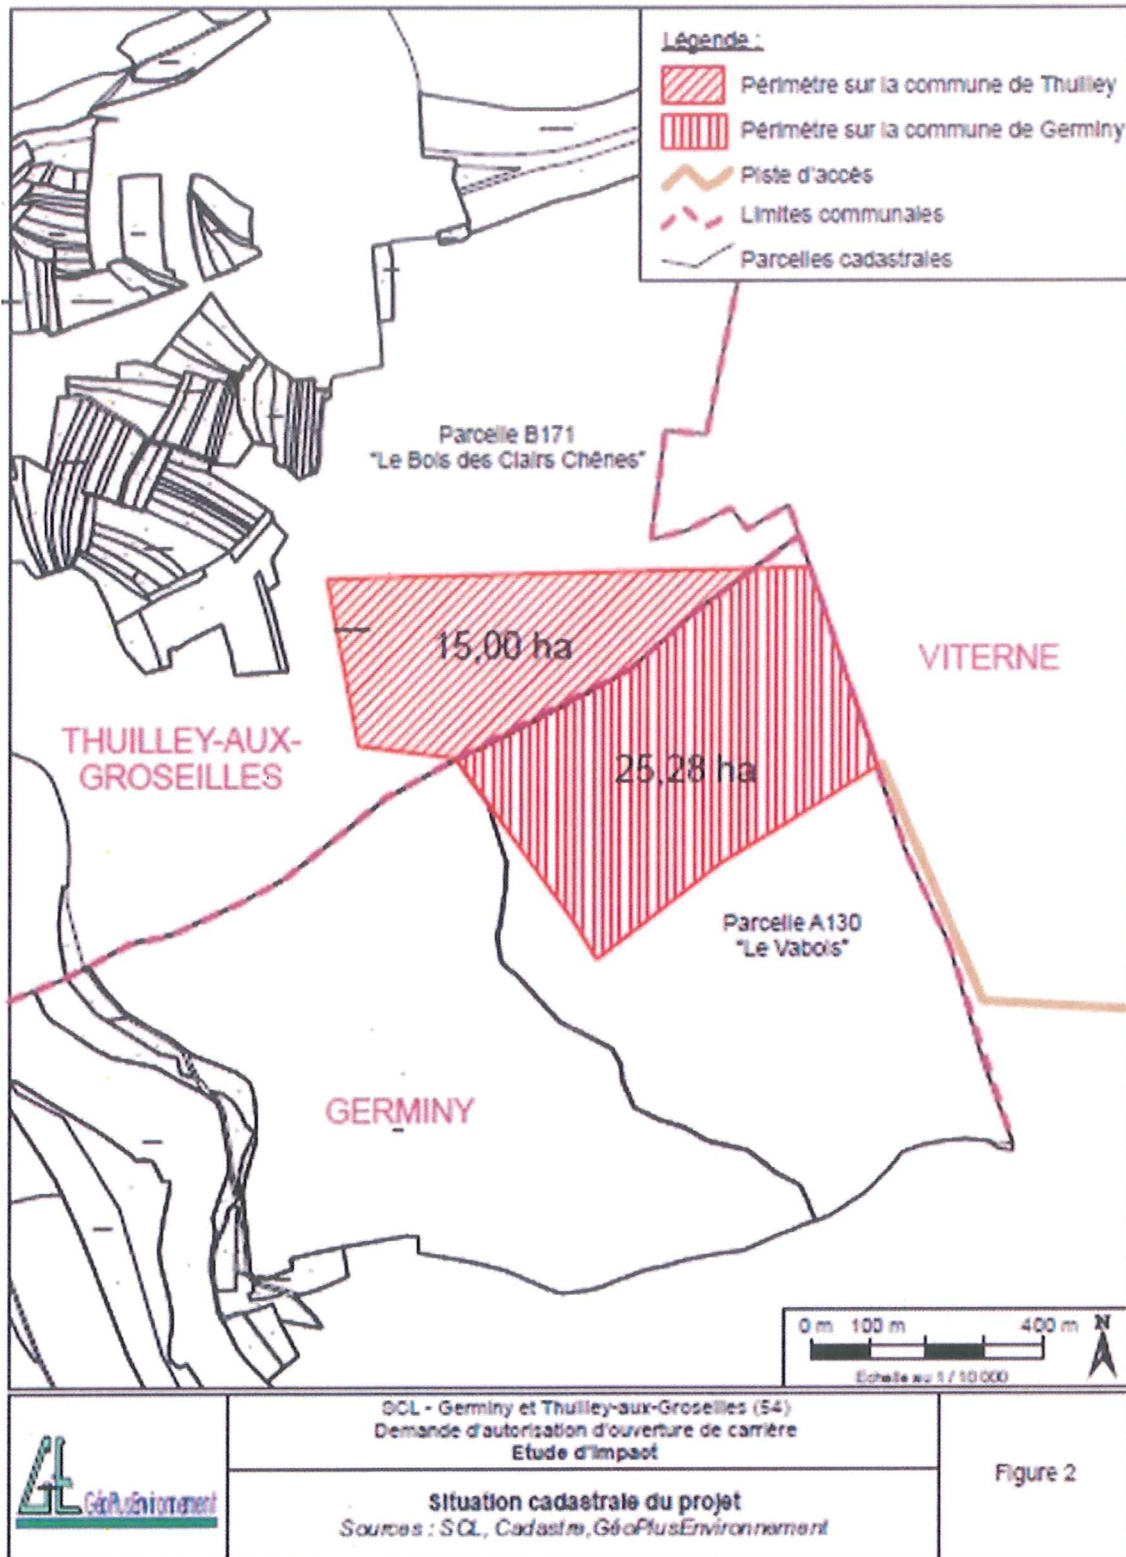 Légende :
Périmètre sur la commune de Thuilley
Périmètre sur la commune de Germiny
Piste d'accès
Limites communales
Parcelles cadastrales
Parcelle B171
"Le Bois des Clairs Chênes"
15,00 ha
VITERNE
THUILLEY-AUX-
GROSEILLES
25,28 ha
Parcelle A130
"Le Vabois"
GERMINY
0 m 100 m 400 m N
Echelle au 1 / 10 000
SCL - Germiny et Thuilley-aux-Groseilles (54)
Demande d'autorisation d'ouverture de carrière
Etude d'Impact
Figure 2
GéoPlusEnvironnement
Situation cadastrale du projet
Sources : SCL, Cadastre, GéoPlusEnvironnement